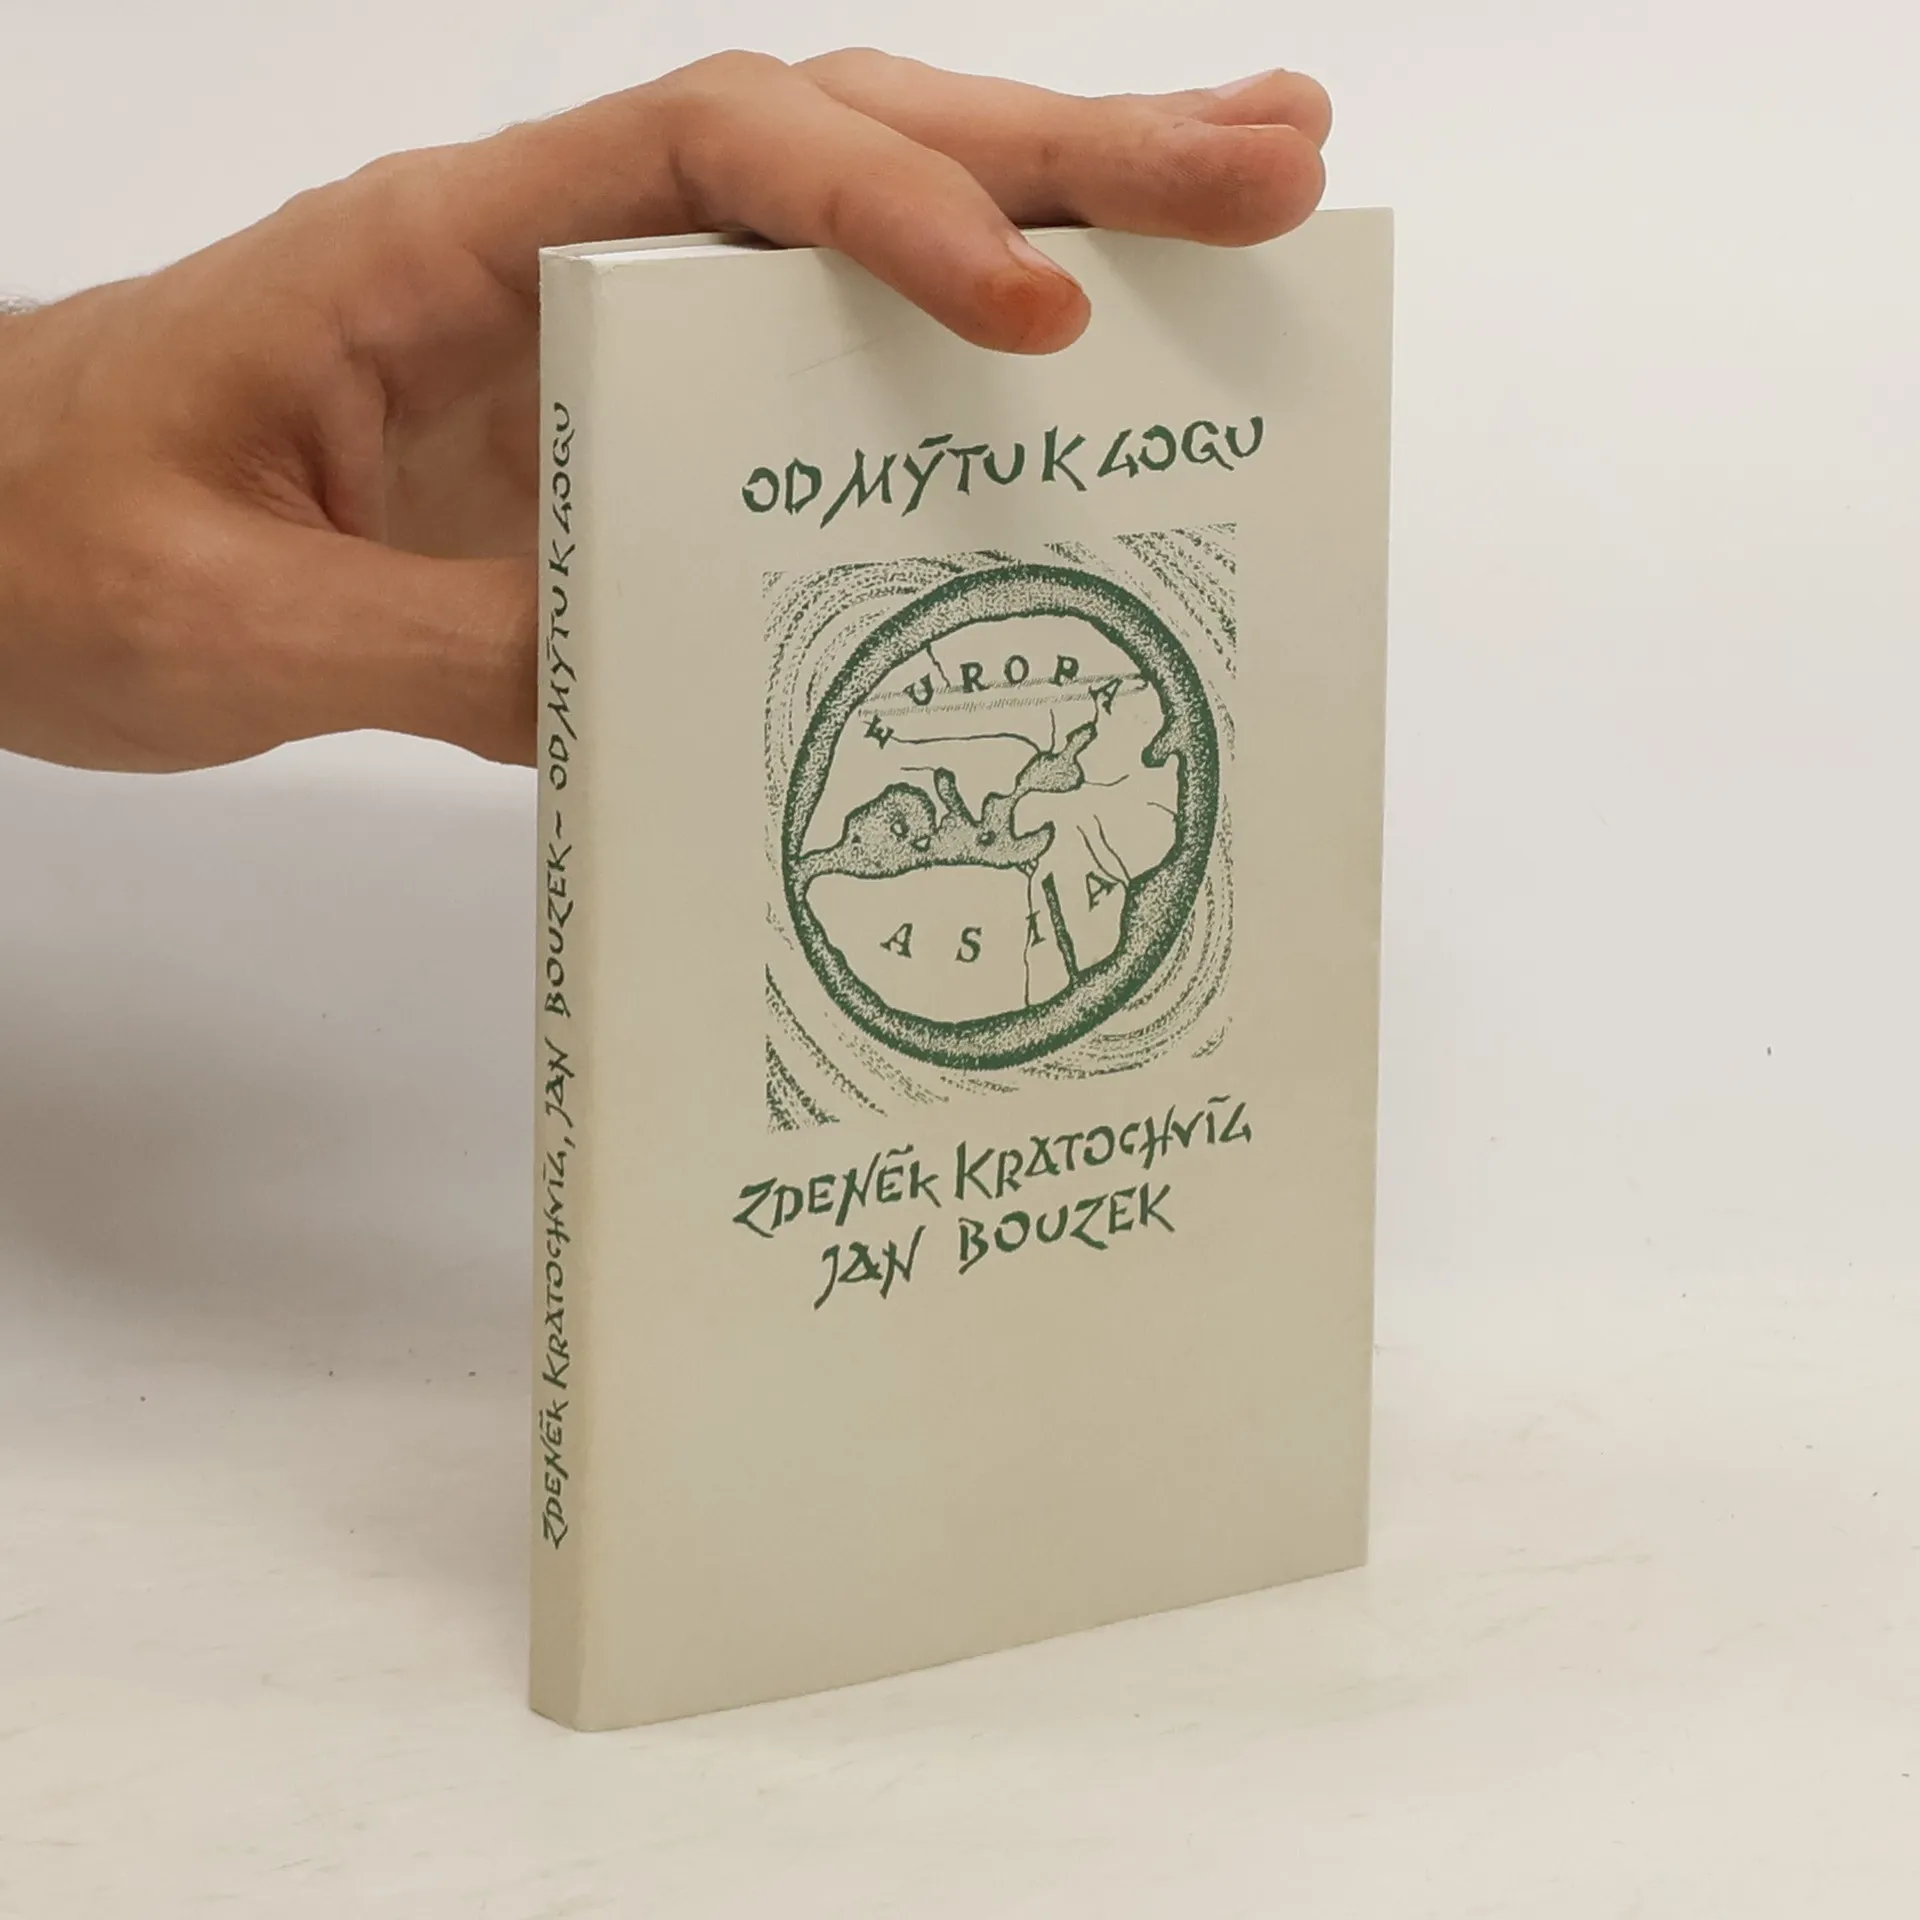 OD MÝTU K LOGU
EUROPA
ASIA
ZDENĚK KRATOCHVÍL
JAN BOUZEK
ZDENĚK KRATOCHVÍL, JAN BOUZEK - OD MÝTU K LOGU